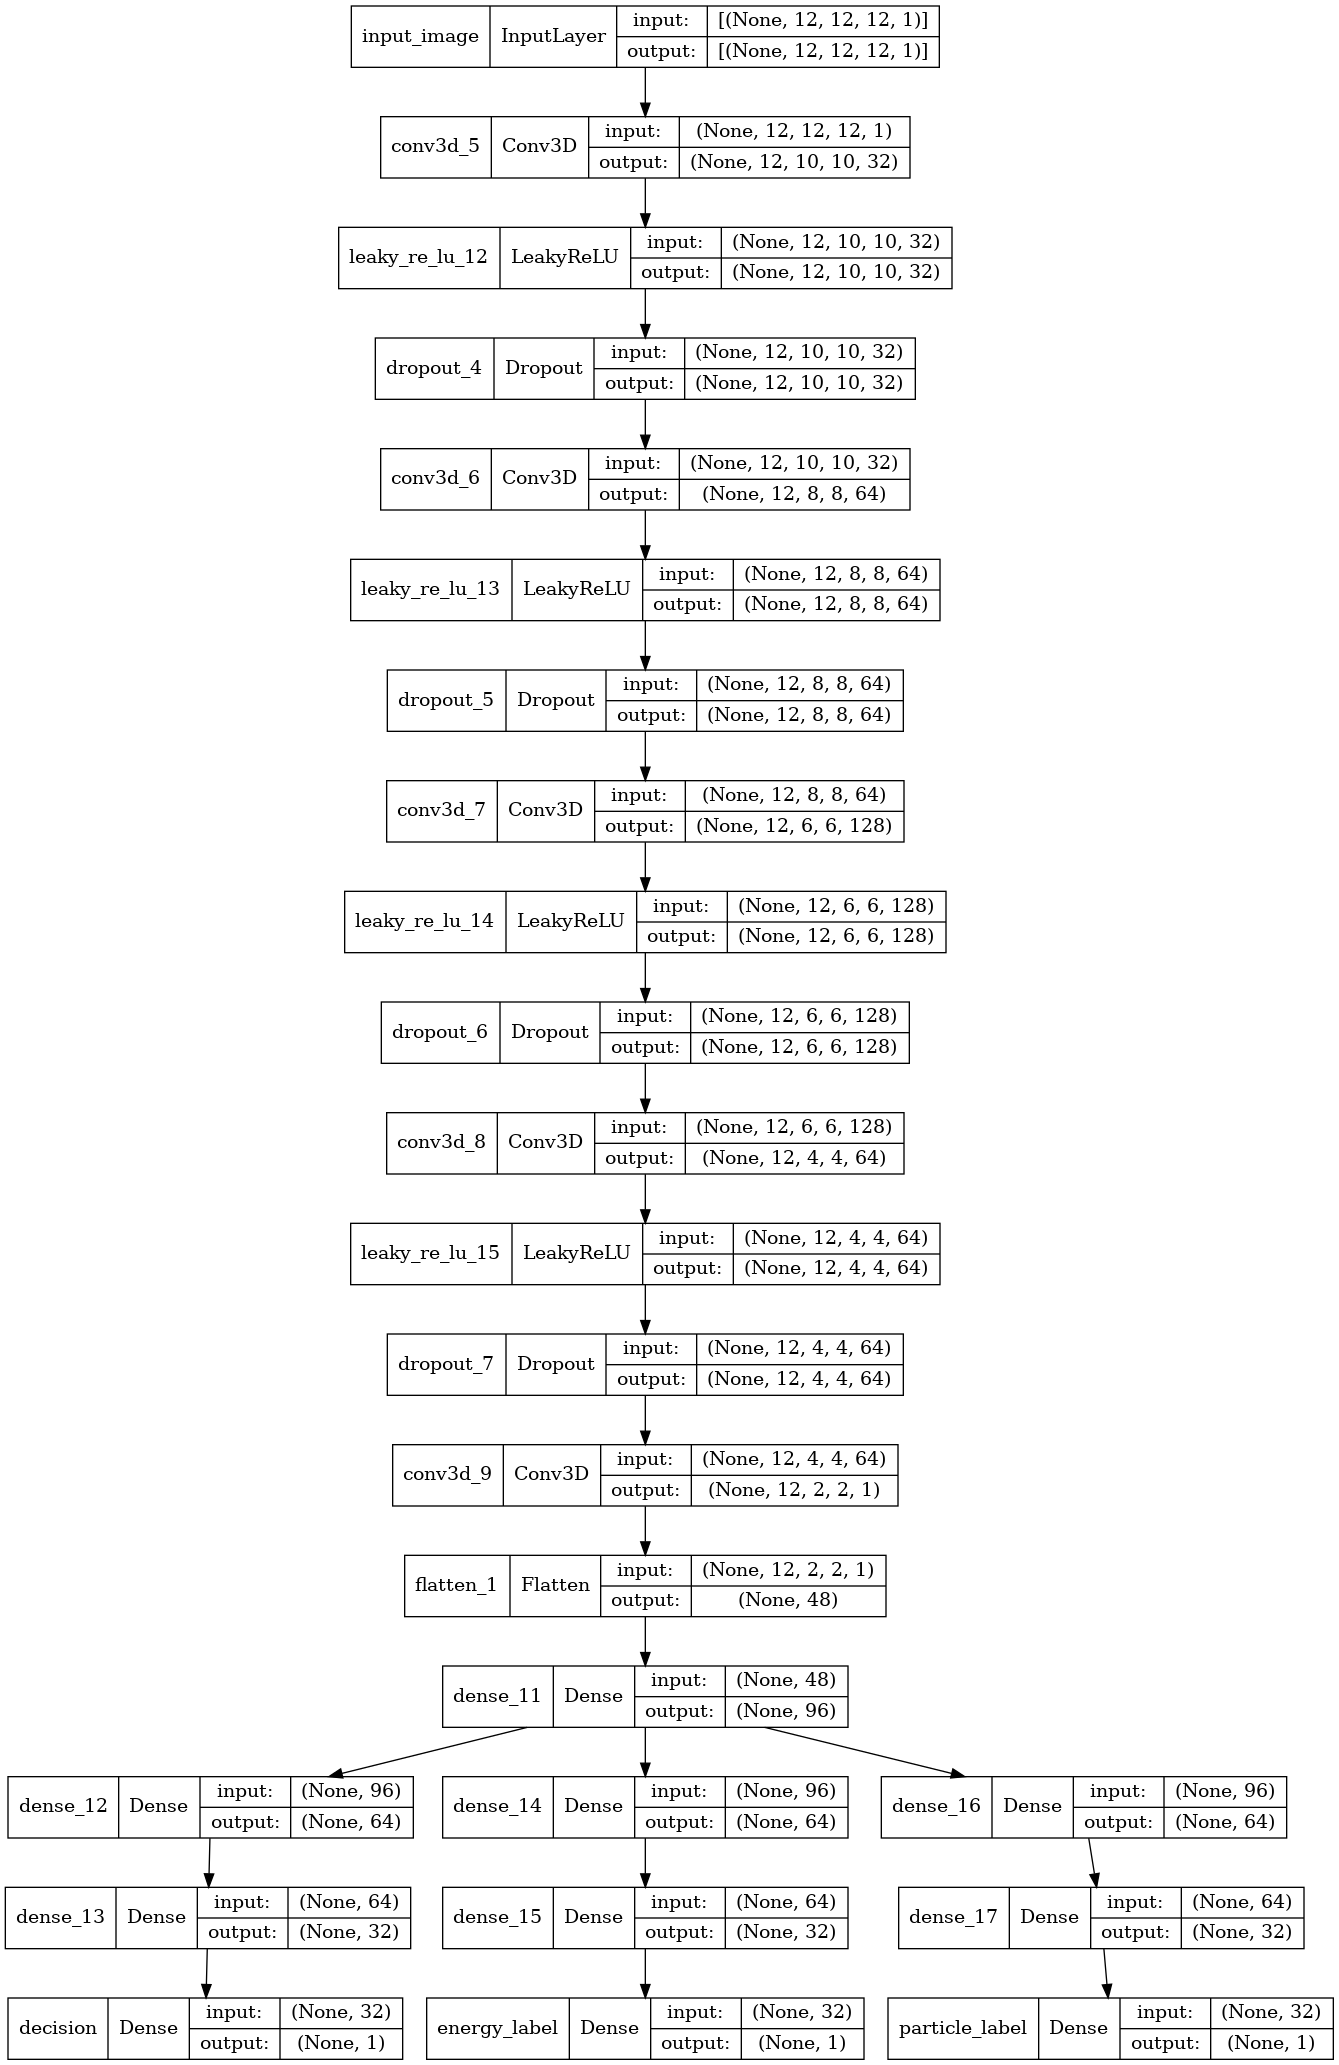 input_image InputLayer input: [(None, 12, 12, 12, 1)]
output: [(None, 12, 12, 12, 1)]
conv3d_5 Conv3D input: (None, 12, 12, 12, 1)
output: (None, 12, 10, 10, 32)
leaky_re_lu_12 LeakyReLU input: (None, 12, 10, 10, 32)
output: (None, 12, 10, 10, 32)
dropout_4 Dropout input: (None, 12, 10, 10, 32)
output: (None, 12, 10, 10, 32)
conv3d_6 Conv3D input: (None, 12, 10, 10, 32)
output: (None, 12, 8, 8, 64)
leaky_re_lu_13 LeakyReLU input: (None, 12, 8, 8, 64)
output: (None, 12, 8, 8, 64)
dropout_5 Dropout input: (None, 12, 8, 8, 64)
output: (None, 12, 8, 8, 64)
conv3d_7 Conv3D input: (None, 12, 8, 8, 64)
output: (None, 12, 6, 6, 128)
leaky_re_lu_14 LeakyReLU input: (None, 12, 6, 6, 128)
output: (None, 12, 6, 6, 128)
dropout_6 Dropout input: (None, 12, 6, 6, 128)
output: (None, 12, 6, 6, 128)
conv3d_8 Conv3D input: (None, 12, 6, 6, 128)
output: (None, 12, 4, 4, 64)
leaky_re_lu_15 LeakyReLU input: (None, 12, 4, 4, 64)
output: (None, 12, 4, 4, 64)
dropout_7 Dropout input: (None, 12, 4, 4, 64)
output: (None, 12, 4, 4, 64)
conv3d_9 Conv3D input: (None, 12, 4, 4, 64)
output: (None, 12, 2, 2, 1)
flatten_1 Flatten input: (None, 12, 2, 2, 1)
output: (None, 48)
dense_11 Dense input: (None, 48)
output: (None, 96)
dense_12 Dense input: (None, 96)
output: (None, 64)
dense_14 Dense input: (None, 96)
output: (None, 64)
dense_16 Dense input: (None, 96)
output: (None, 64)
dense_13 Dense input: (None, 64)
output: (None, 32)
dense_15 Dense input: (None, 64)
output: (None, 32)
dense_17 Dense input: (None, 64)
output: (None, 32)
decision Dense input: (None, 32)
output: (None, 1)
energy_label Dense input: (None, 32)
output: (None, 1)
particle_label Dense input: (None, 32)
output: (None, 1)